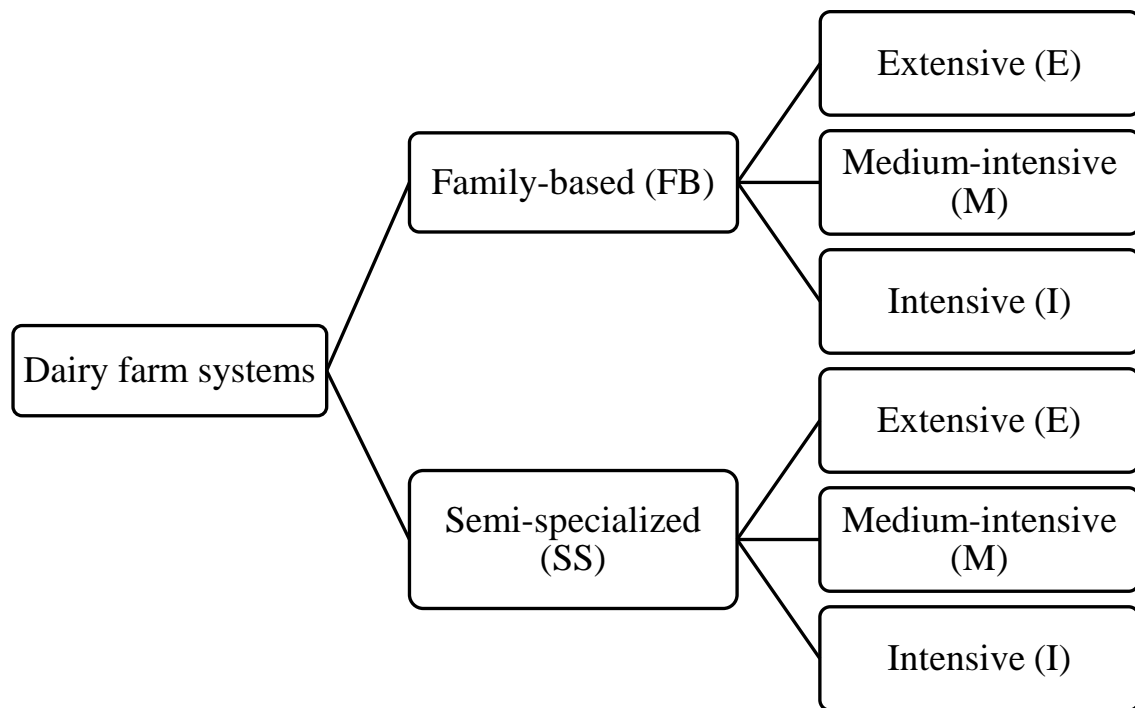 Dairy farm systems
Family-based (FB)
Extensive (E)
Medium-intensive
(M)
Intensive (I)
Semi-specialized
(SS)
Extensive (E)
Medium-intensive
(M)
Intensive (I)